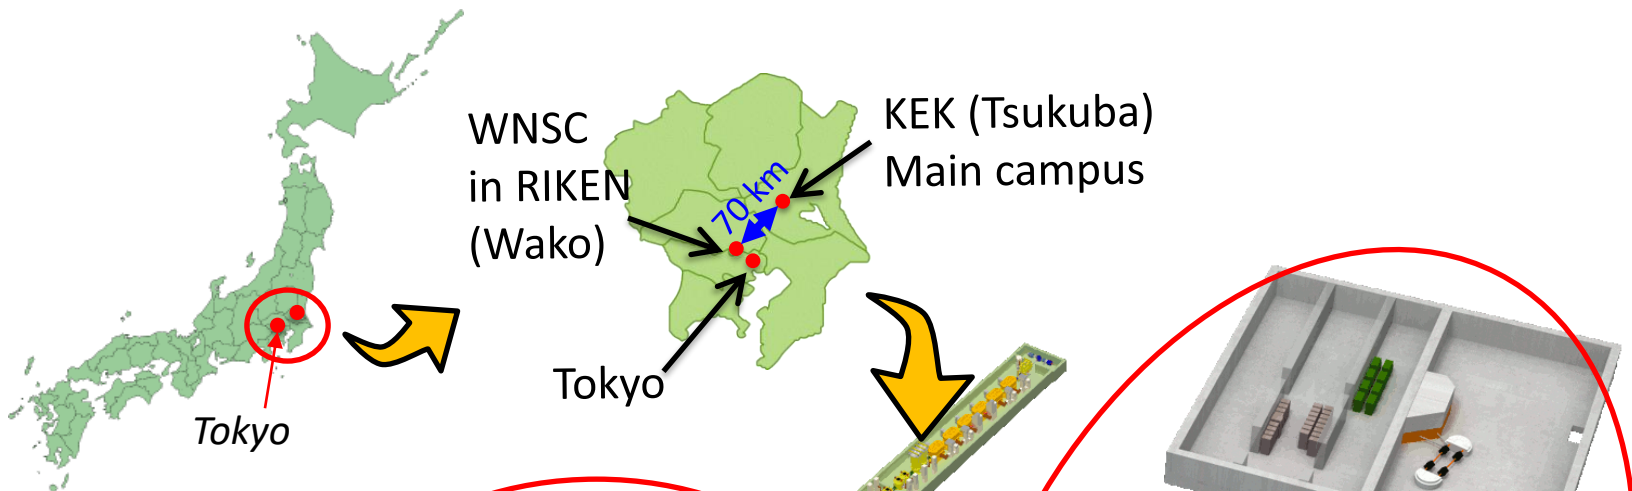 WNSC
in RIKEN
(Wako)
KEK (Tsukuba)
Main campus
70 km
Tokyo
Tokyo